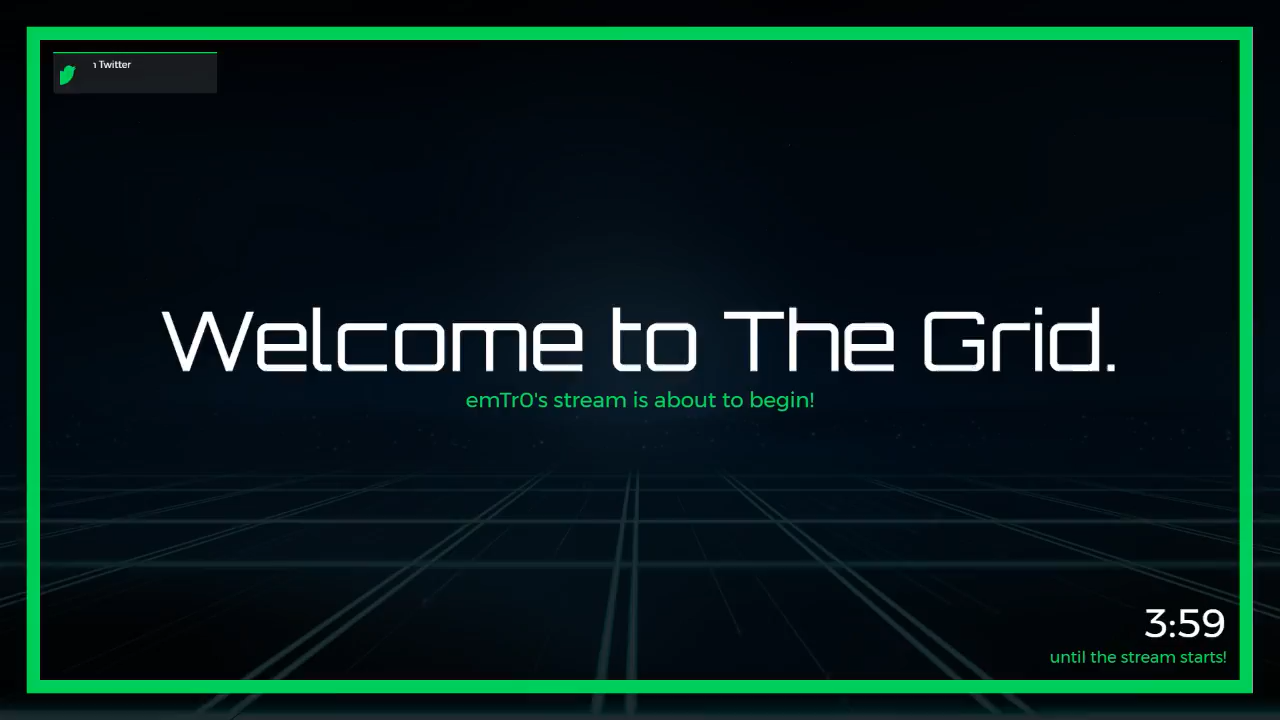 Twitter
Welcome to The Grid.
emTr0's stream is about to begin!
3:59
until the stream starts!